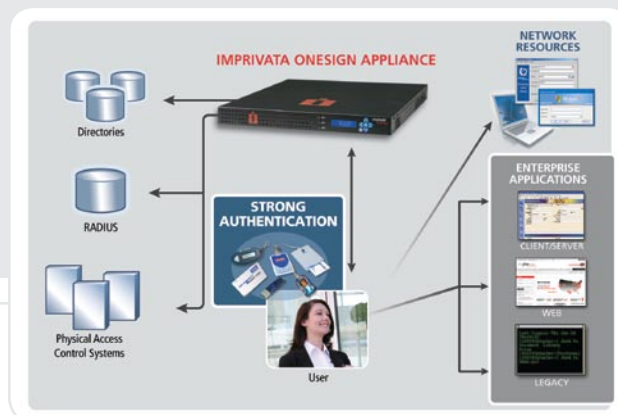 IMPRIVATA ONESIGN APPLIANCE
NETWORK
RESOURCES
Directories
RADIUS
STRONG
AUTHENTICATION
Physical Access
Control Systems
User
ENTERPRISE
APPLICATIONS
CLIENT/SERVER
WEB
LEGACY